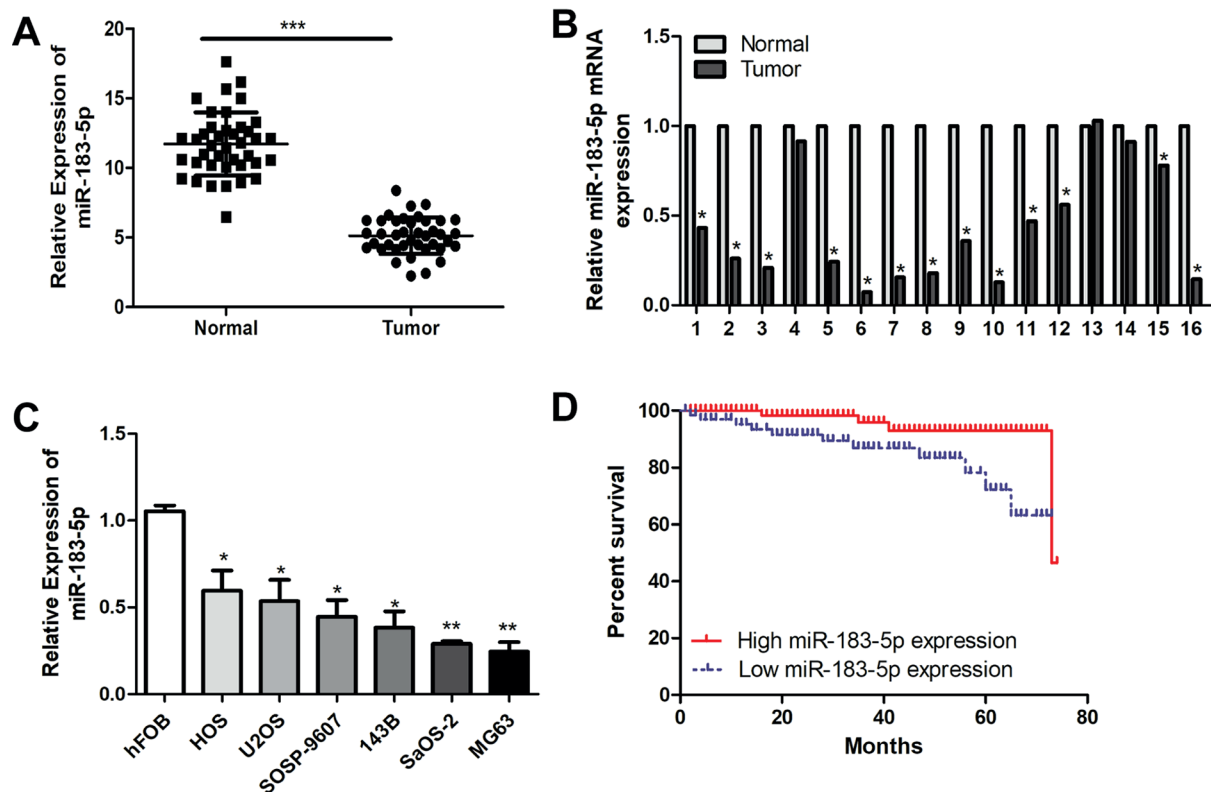 A
Relative Expression of
miR-183-5p
20
15
10
5
0
***
Normal
Tumor
B
Relative miR-183-5p mRNA
expression
1.5
1.0
0.5
0.0
Normal
Tumor
* * * * * * * * * * * * *
1 2 3 4 5 6 7 8 9 10 11 12 13 14 15 16
C
Relative Expression of
miR-183-5p
1.5
1.0
0.5
0.0
* * * * ** **
hFOB
HOS
U2OS
SOSP-9607
143B
SaOS-2
MG63
D
Percent survival
100
80
60
40
20
0
High miR-183-5p expression
Low miR-183-5p expression
0 20 40 60 80
Months